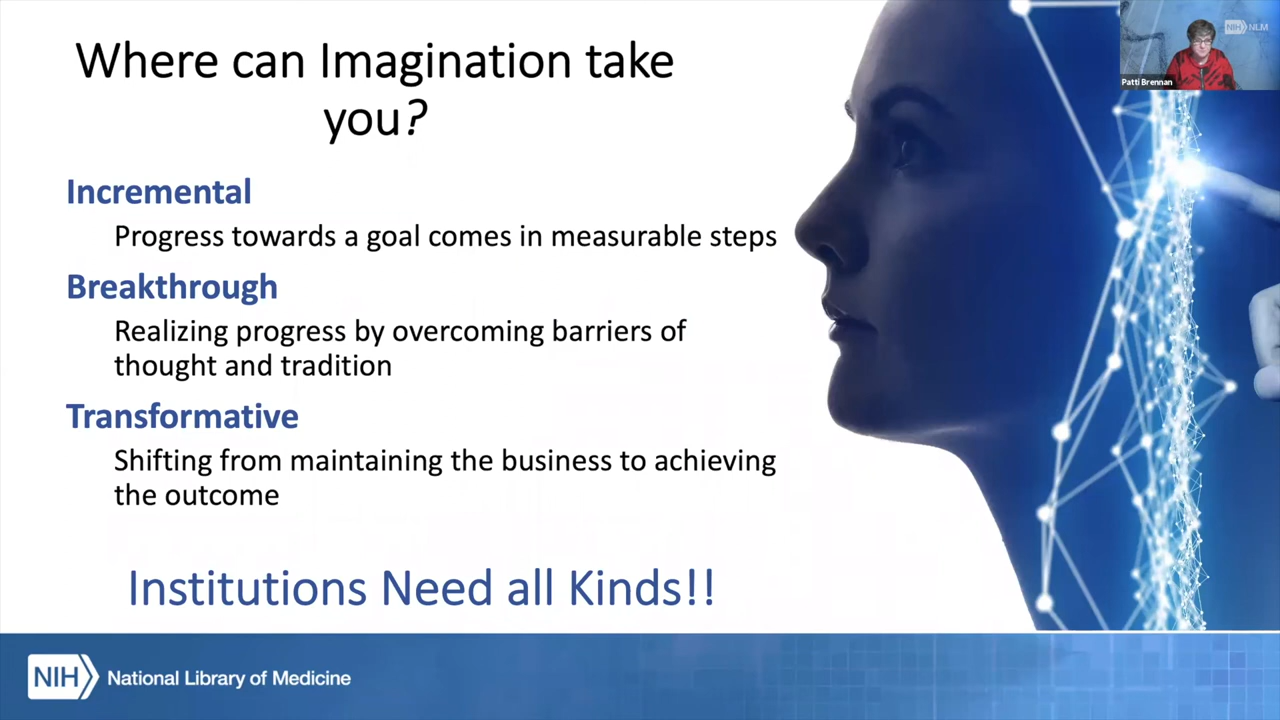 Where can Imagination take
you?
NIH NLM
Patti Brennan
Incremental
Progress towards a goal comes in measurable steps
Breakthrough
Realizing progress by overcoming barriers of
thought and tradition
Transformative
Shifting from maintaining the business to achieving
the outcome
Institutions Need all Kinds!!
NIH National Library of Medicine